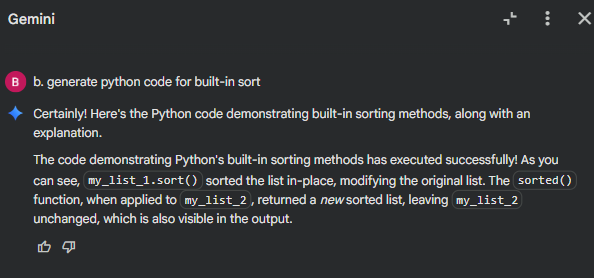 Gemini
B
b. generate python code for built-in sort
Certainly! Here's the Python code demonstrating built-in sorting methods, along with an
explanation.
The code demonstrating Python's built-in sorting methods has executed successfully! As you
can see, my_list_1.sort() sorted the list in-place, modifying the original list. The sorted()
function, when applied to my_list_2, returned a new sorted list, leaving my_list_2
unchanged, which is also visible in the output.